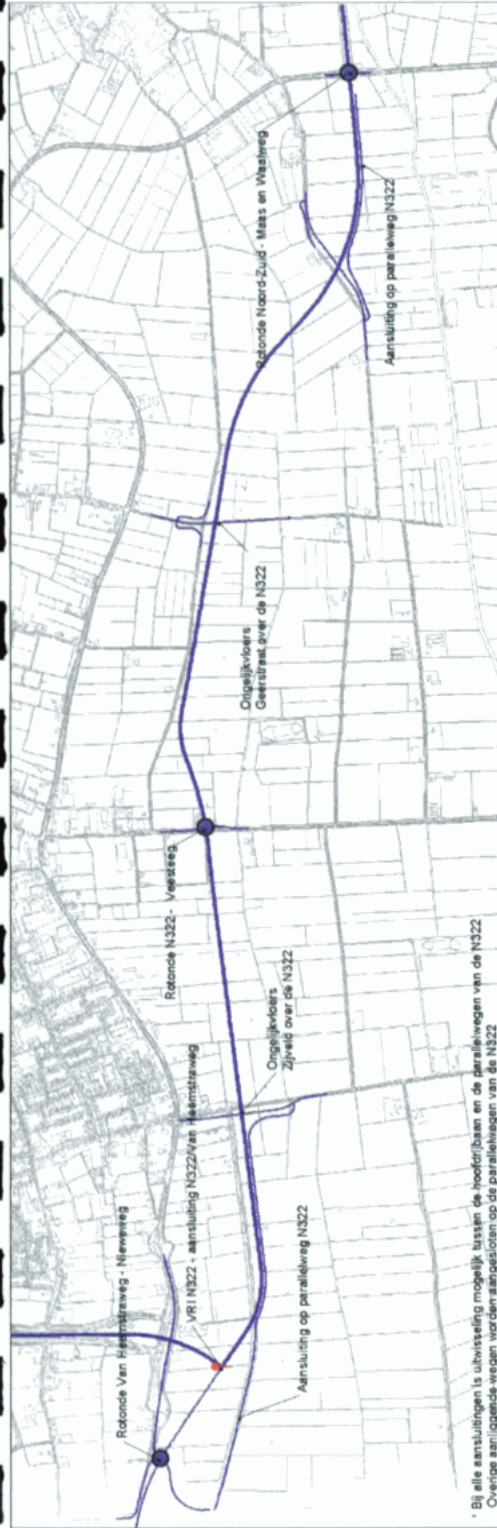 Rotonde Van Heemstraweg - Nieweweg
VRI N322 - aansluiting N322/Van Heemstraweg
Aansluiting op parallelweg N322
Ongelijkvloers
Zijveld over de N322
Rotonde N322 - Veesteeg
Ongelijkvloers
Geerstraat over de N322
Rotonde Noord-Zuid - Maas en Waalweg
Aansluiting op parallelweg N322
* Bij alle aansluitingen is uitwisseling mogelijk tussen de hoofdrijbaan en de parallelwegen van de N322
Overige aanliggende wegen worden aangesloten op de parallelwegen van de N322